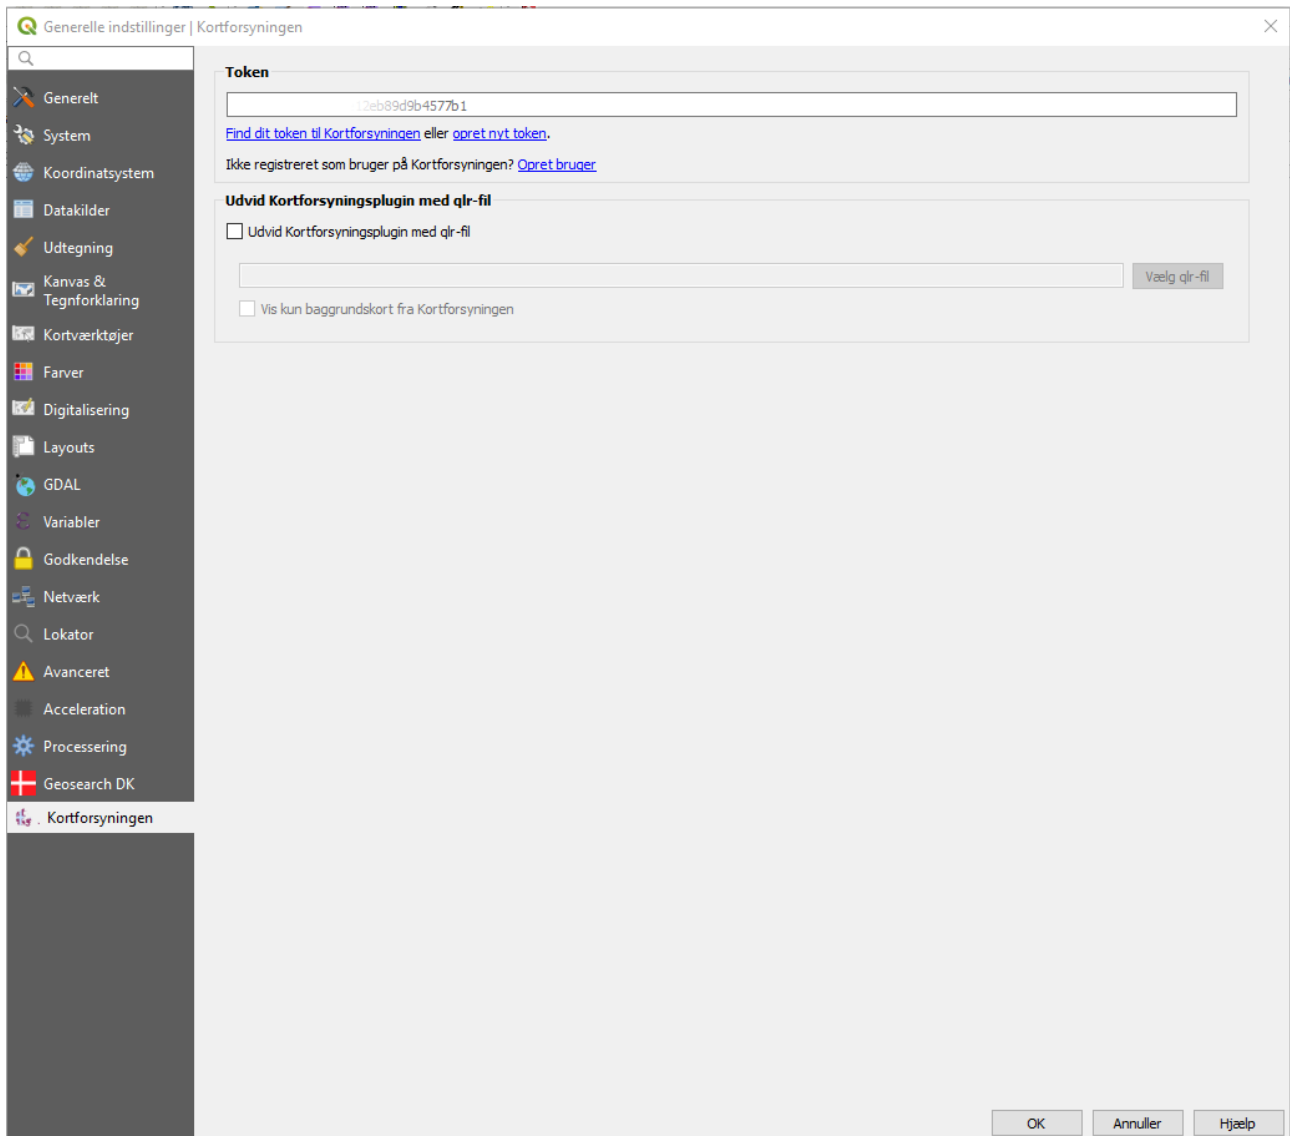 Generelle indstillinger | Kortforsyningen
Generelt
System
Koordinatsystem
Datakilder
Udtegning
Kanvas &
Tegnforklaring
Kortværktøjer
Farver
Digitalisering
Layouts
GDAL
Variabler
Godkendelse
Netværk
Lokator
Avanceret
Acceleration
Processering
Geosearch DK
Kortforsyningen
Token
12eb89d9b4577b1
Find dit token til Kortforsyningen eller opret nyt token.
Ikke registreret som bruger på Kortforsyningen? Opret bruger
Udvid Kortforsyningsplugin med qlr-fil
Udvid Kortforsyningsplugin med qlr-fil
Vælg qlr-fil
Vis kun baggrundskort fra Kortforsyningen
OK
Annuller
Hjælp